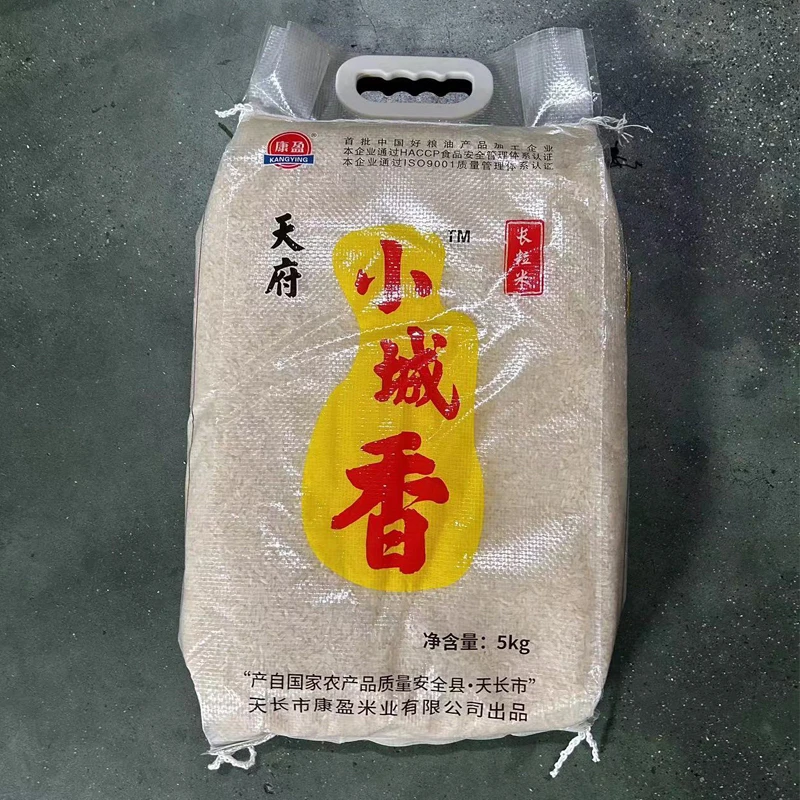 康盈®
KANGYING
首批中国好粮油产品加工企业
本企业通过HACCP食品安全管理体系认证
本企业通过ISO9001质量管理体系认证
天府
小城香
TM
长粒米
净含量：5kg
“产自国家农产品质量安全县·天长市”
天长市康盈米业有限公司出品